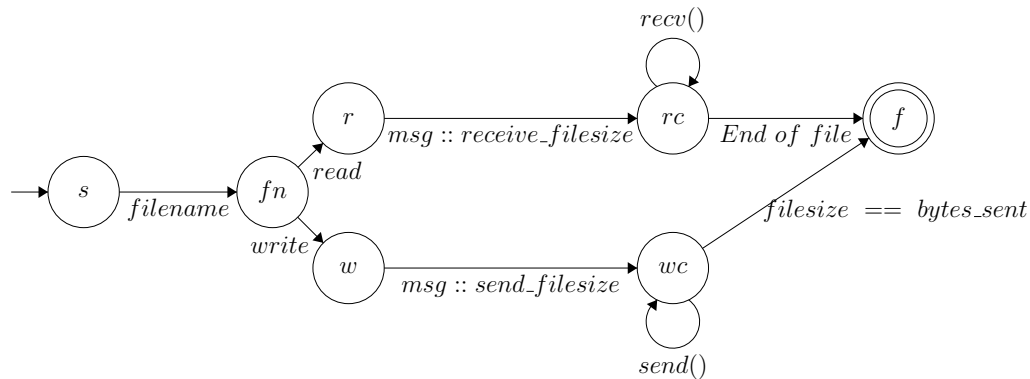 recv()
r
msg :: receive_filesize
rc
End of file
f
read
s
filename
fn
filesize == bytes_sent
write
w
msg :: send_filesize
wc
send()